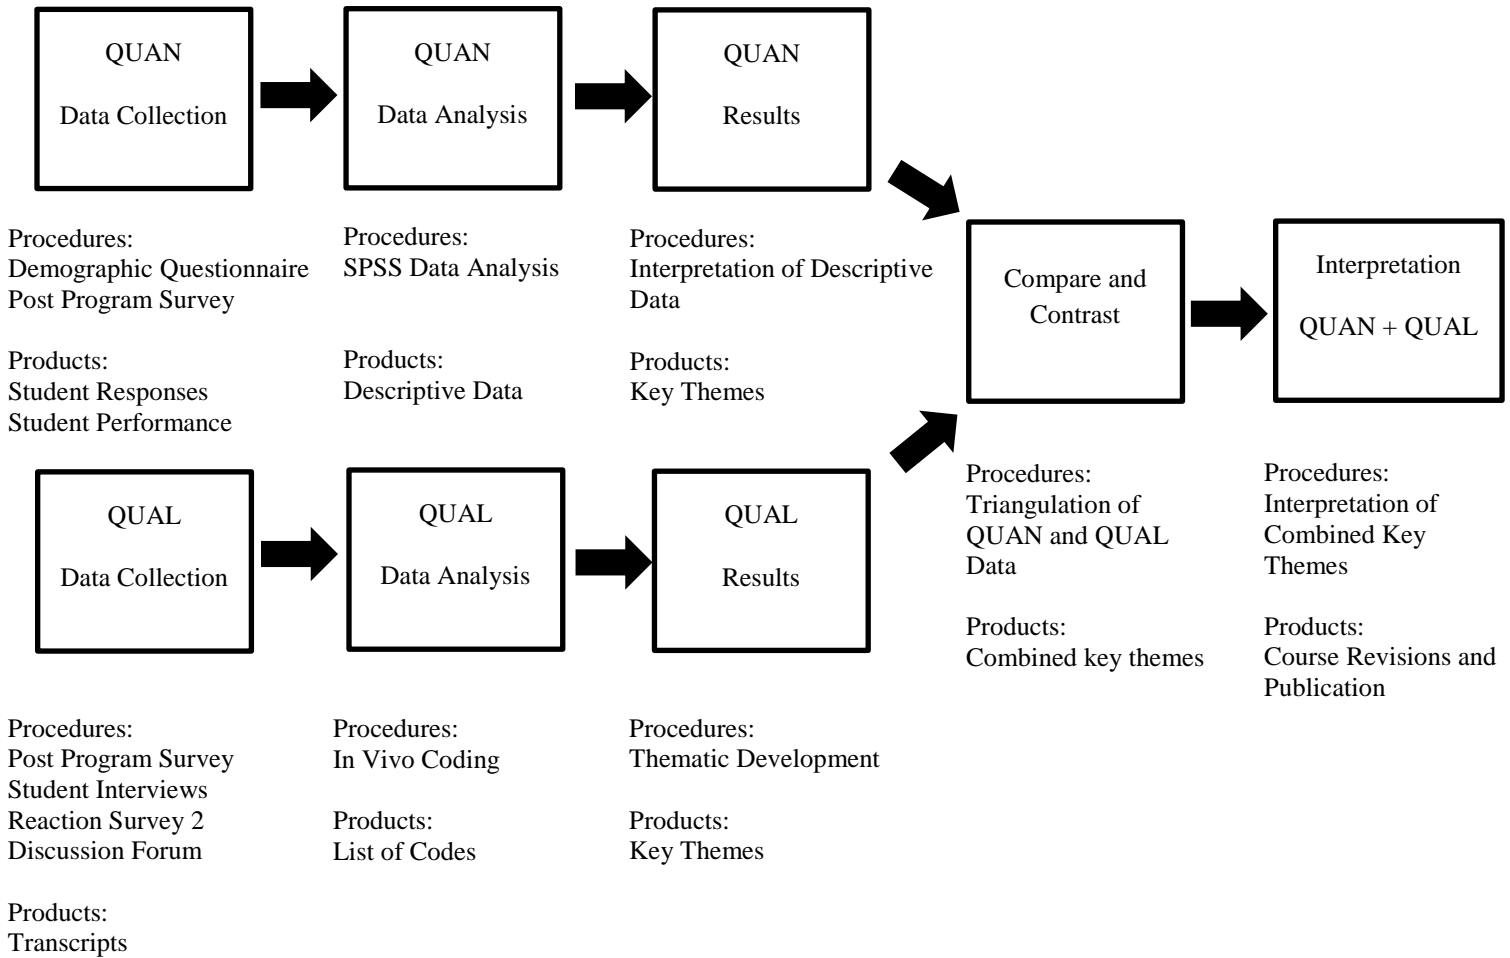 QUAN
Data Collection
QUAN
Data Analysis
QUAN
Results
Procedures:
Demographic Questionnaire
Post Program Survey
Products:
Student Responses
Student Performance
Procedures:
SPSS Data Analysis
Products:
Descriptive Data
Procedures:
Interpretation of Descriptive
Data
Products:
Key Themes
QUAL
Data Collection
QUAL
Data Analysis
QUAL
Results
Procedures:
Post Program Survey
Student Interviews
Reaction Survey 2
Discussion Forum
Products:
Transcripts
Procedures:
In Vivo Coding
Products:
List of Codes
Procedures:
Thematic Development
Products:
Key Themes
Compare and
Contrast
Procedures:
Triangulation of
QUAN and QUAL
Data
Products:
Combined key themes
Interpretation
QUAN + QUAL
Procedures:
Interpretation of
Combined Key
Themes
Products:
Course Revisions and
Publication